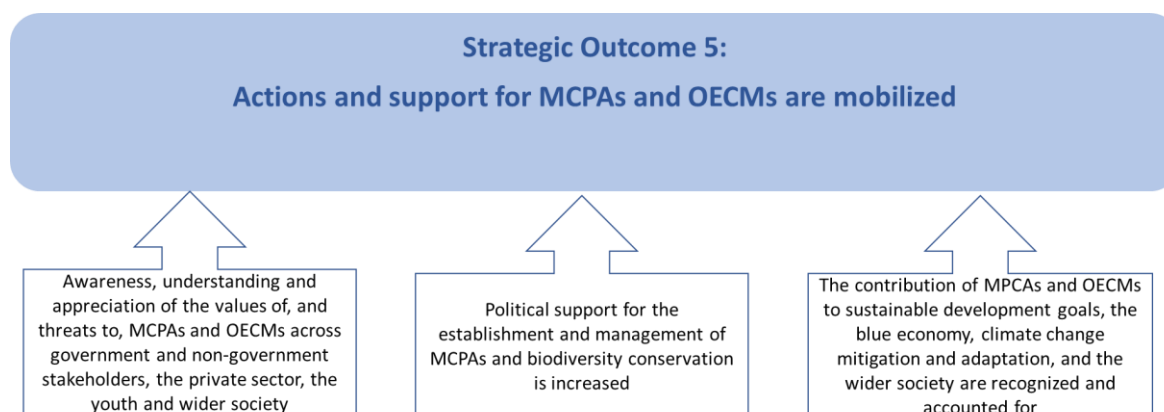 Strategic Outcome 5:
Actions and support for MCPAs and OECMs are mobilized
Awareness, understanding and
appreciation of the values of, and
threats to, MCPAs and OECMs across
government and non-government
stakeholders, the private sector, the
youth and wider society
Political support for the
establishment and management of
MCPAs and biodiversity conservation
is increased
The contribution of MPCAs and OECMs
to sustainable development goals, the
blue economy, climate change
mitigation and adaptation, and the
wider society are recognized and
accounted for